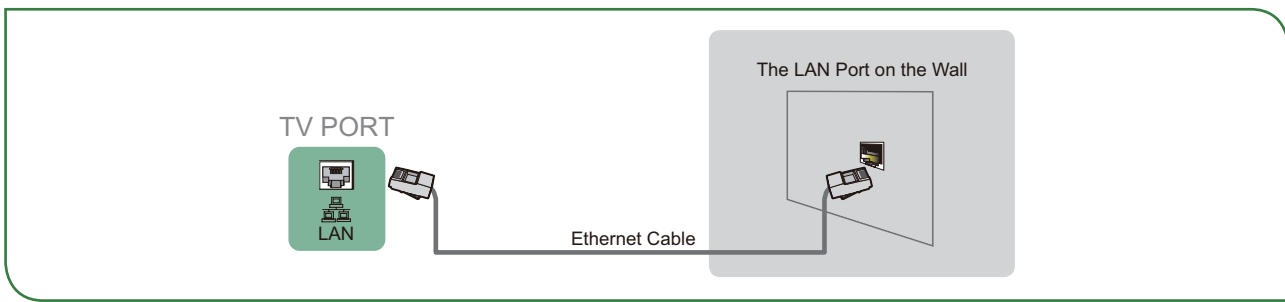 The LAN Port on the Wall
TV PORT
LAN
Ethernet Cable